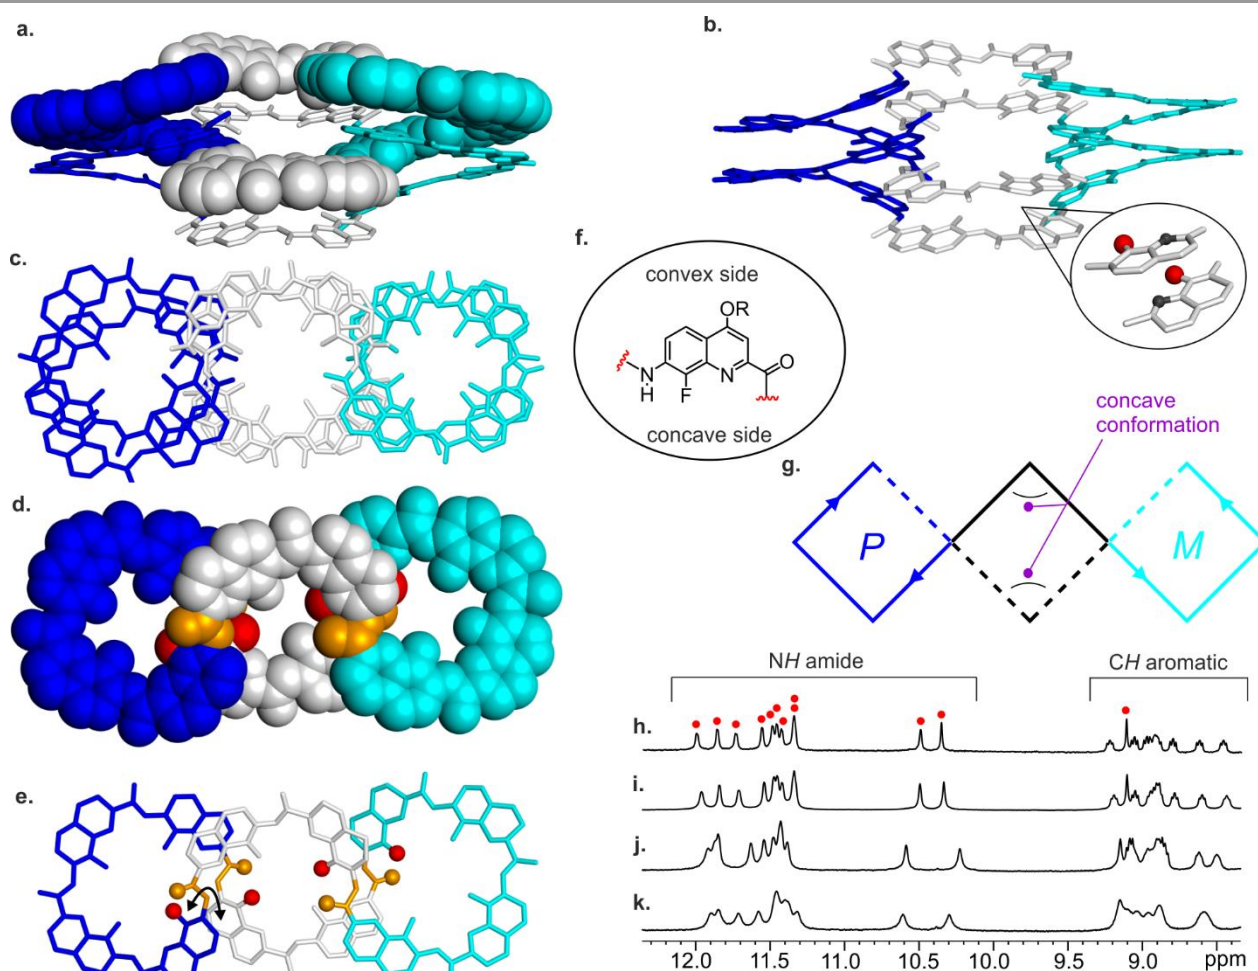 a.
b.
c.
d.
e.
f.
convex side
OR
N
H
F
N
O
concave side
concave
conformation
g.
P
M
NH amide
CH aromatic
h.
i.
j.
k.
12.0 11.5 11.0 10.5 10.0 9.5 9.0 ppm